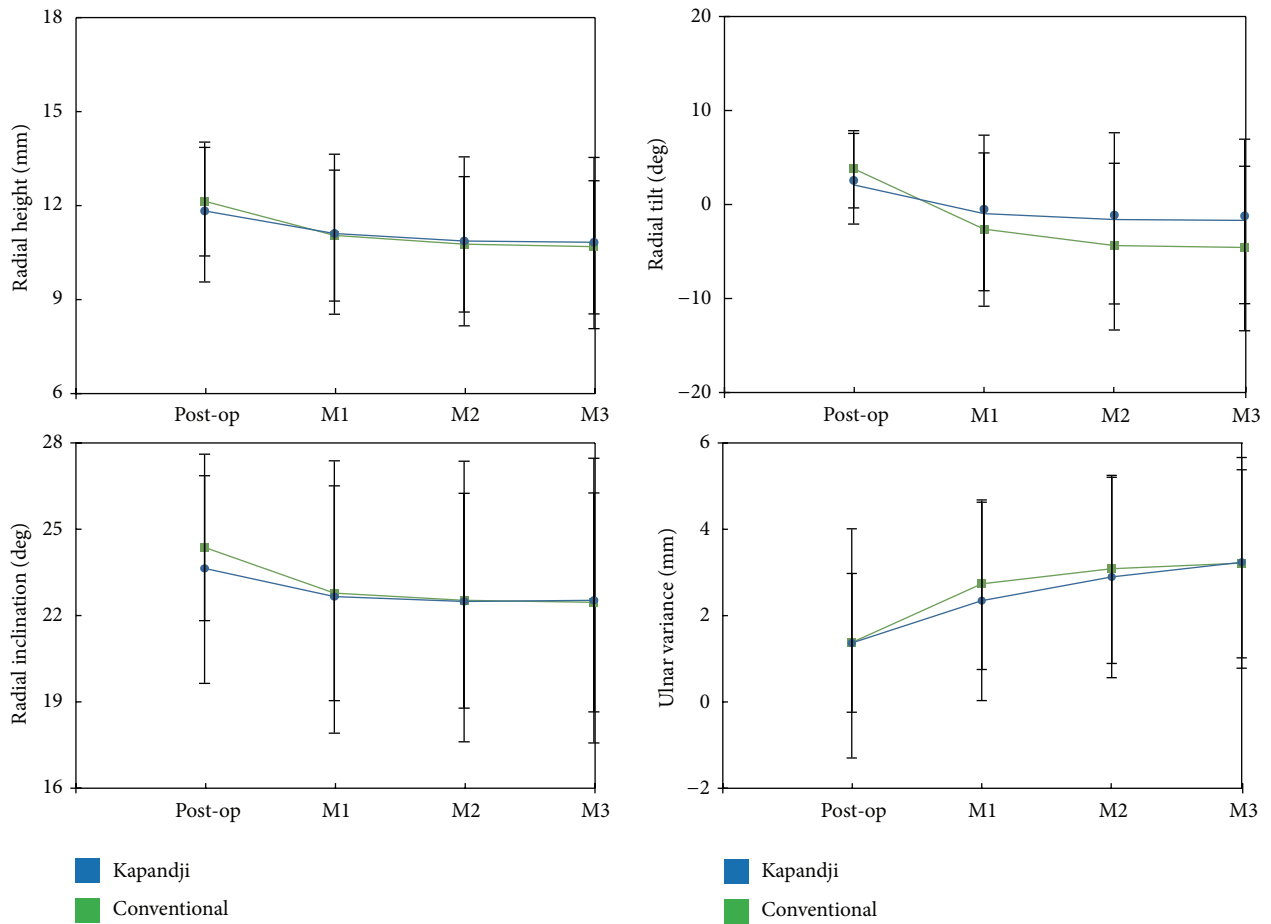 Radial height (mm)
18
15
12
9
6
Post-op M1 M2 M3
Radial tilt (deg)
20
10
0
−10
−20
Post-op M1 M2 M3
Radial inclination (deg)
28
25
22
19
16
Post-op M1 M2 M3
Ulnar variance (mm)
6
4
2
0
−2
Post-op M1 M2 M3
Kapandji
Conventional
Kapandji
Conventional